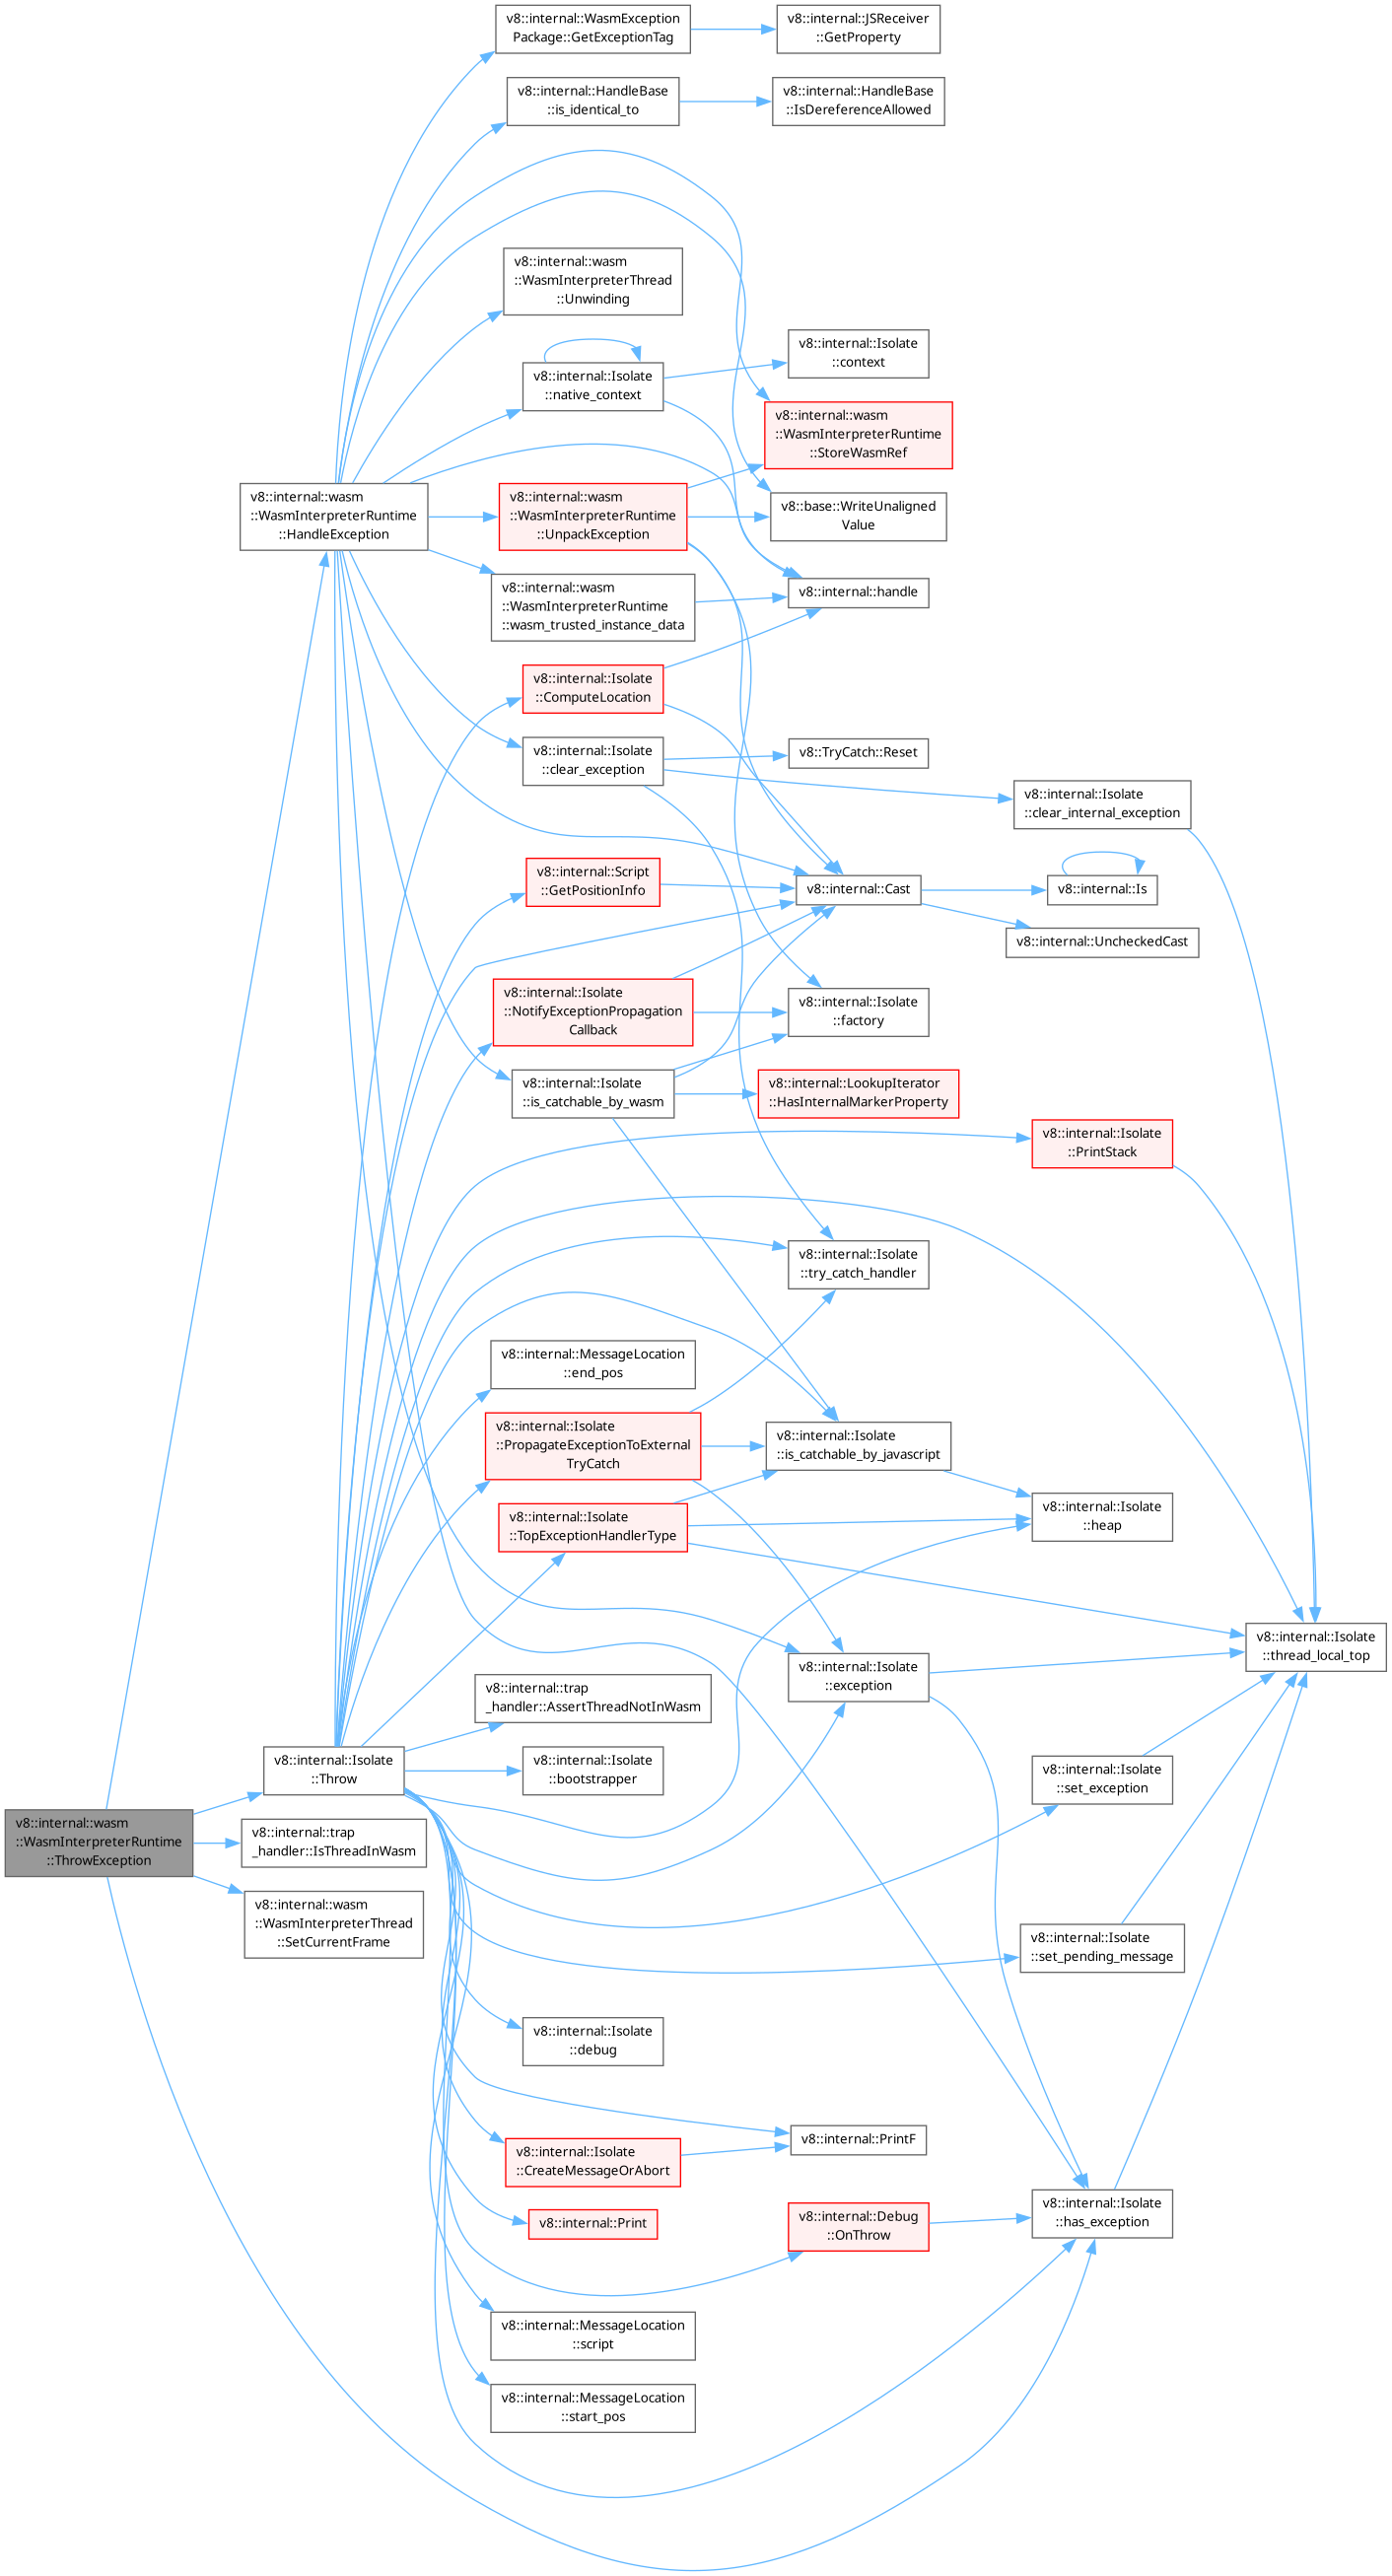 v8::internal::WasmException
Package::GetExceptionTag
v8::internal::JSReceiver
::GetProperty
v8::internal::HandleBase
::is_identical_to
v8::internal::HandleBase
::IsDereferenceAllowed
v8::internal::wasm
::WasmInterpreterThread
::Unwinding
v8::internal::Isolate
::native_context
v8::internal::Isolate
::context
v8::internal::wasm
::WasmInterpreterRuntime
::StoreWasmRef
v8::internal::wasm
::WasmInterpreterRuntime
::HandleException
v8::internal::wasm
::WasmInterpreterRuntime
::UnpackException
v8::base::WriteUnaligned
Value
v8::internal::wasm
::WasmInterpreterRuntime
::wasm_trusted_instance_data
v8::internal::handle
v8::internal::Isolate
::ComputeLocation
v8::internal::Isolate
::clear_exception
v8::TryCatch::Reset
v8::internal::Isolate
::clear_internal_exception
v8::internal::Script
::GetPositionInfo
v8::internal::Cast
v8::internal::Is
v8::internal::UncheckedCast
v8::internal::Isolate
::NotifyExceptionPropagation
Callback
v8::internal::Isolate
::factory
v8::internal::Isolate
::is_catchable_by_wasm
v8::internal::LookupIterator
::HasInternalMarkerProperty
v8::internal::Isolate
::PrintStack
v8::internal::Isolate
::try_catch_handler
v8::internal::MessageLocation
::end_pos
v8::internal::Isolate
::PropagateExceptionToExternal
TryCatch
v8::internal::Isolate
::is_catchable_by_javascript
v8::internal::Isolate
::TopExceptionHandlerType
v8::internal::Isolate
::heap
v8::internal::Isolate
::thread_local_top
v8::internal::Isolate
::exception
v8::internal::trap
_handler::AssertThreadNotInWasm
v8::internal::Isolate
::Throw
v8::internal::Isolate
::bootstrapper
v8::internal::Isolate
::set_exception
v8::internal::wasm
::WasmInterpreterRuntime
::ThrowException
v8::internal::trap
_handler::IsThreadInWasm
v8::internal::wasm
::WasmInterpreterThread
::SetCurrentFrame
v8::internal::Isolate
::set_pending_message
v8::internal::Isolate
::debug
v8::internal::PrintF
v8::internal::Isolate
::CreateMessageOrAbort
v8::internal::Print
v8::internal::Debug
::OnThrow
v8::internal::Isolate
::has_exception
v8::internal::MessageLocation
::script
v8::internal::MessageLocation
::start_pos